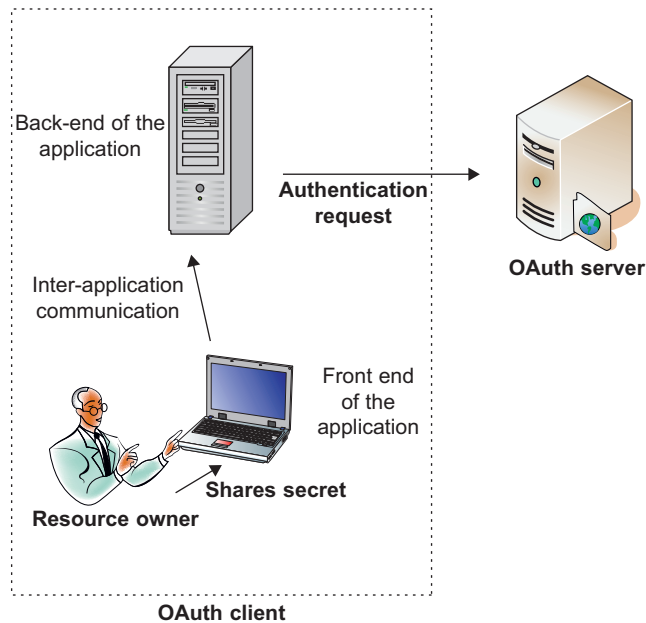 Back-end of the
application
Authentication
request
OAuth server
Inter-application
communication
Front end
of the
application
Shares secret
Resource owner
OAuth client